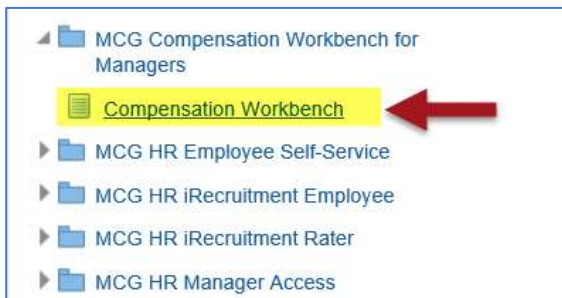 MCG Compensation Workbench for
Managers
Compensation Workbench
MCG HR Employee Self-Service
MCG HR iRecruitment Employee
MCG HR iRecruitment Rater
MCG HR Manager Access